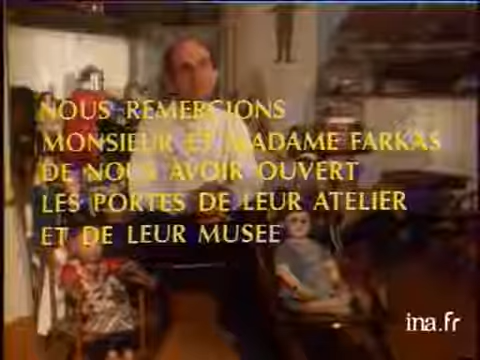 NOUS REMERCIONS
MONSIEUR ET MADAME FARKAS
DE NOUS AVOIR OUVERT
LES PORTES DE LEUR ATELIER
ET DE LEUR MUSEE
ina.fr